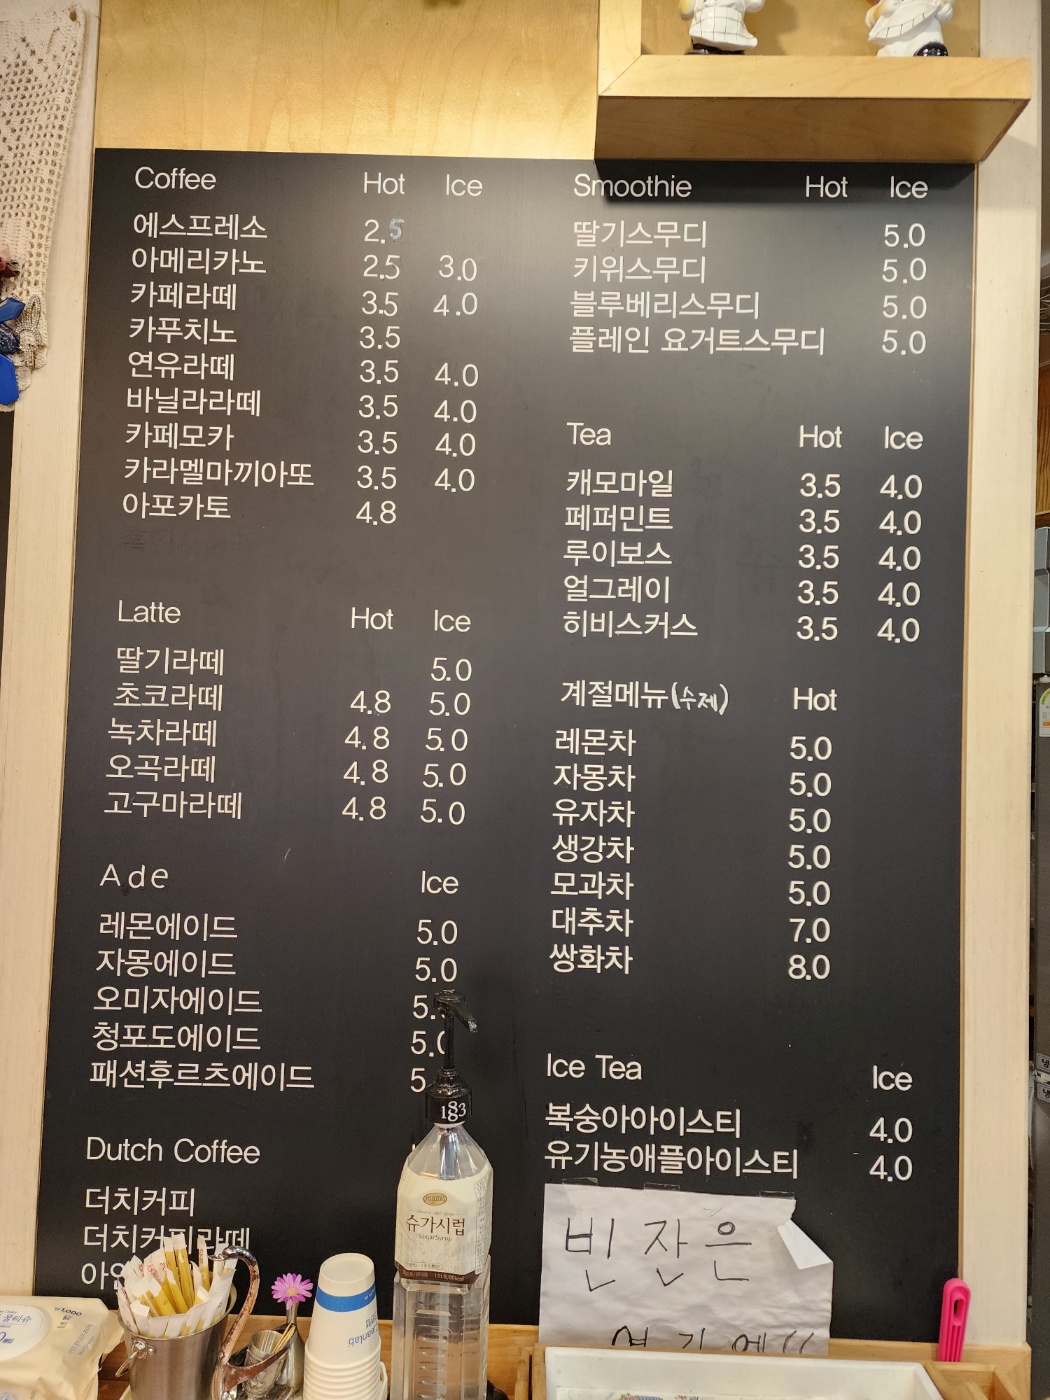 Coffee Hot Ice
에스프레소 2.5
아메리카노 2.5 3.0
카페라떼 3.5 4.0
카푸치노 3.5
연유라떼 3.5 4.0
바닐라라떼 3.5 4.0
카페모카 3.5 4.0
카라멜마끼아또 3.5 4.0
아포카토 4.8
Latte Hot Ice
딸기라떼 5.0
초코라떼 4.8 5.0
녹차라떼 4.8 5.0
오곡라떼 4.8 5.0
고구마라떼 4.8 5.0
Ade Ice
레몬에이드 5.0
자몽에이드 5.0
오미자에이드 5.
청포도에이드 5.0
패션후르츠에이드 5
Dutch Coffee
더치커피
더치커피라떼
Smoothie Hot Ice
딸기스무디 5.0
키위스무디 5.0
블루베리스무디 5.0
플레인 요거트스무디 5.0
Tea Hot Ice
캐모마일 3.5 4.0
페퍼민트 3.5 4.0
루이보스 3.5 4.0
얼그레이 3.5 4.0
히비스커스 3.5 4.0
계절메뉴(수제) Hot
레몬차 5.0
자몽차 5.0
유자차 5.0
생강차 5.0
모과차 5.0
대추차 7.0
쌍화차 8.0
Ice Tea Ice
복숭아아이스티 4.0
유기농애플아이스티 4.0
빈 잔은
여기에
183
슈가시럽
Sugar Syrup